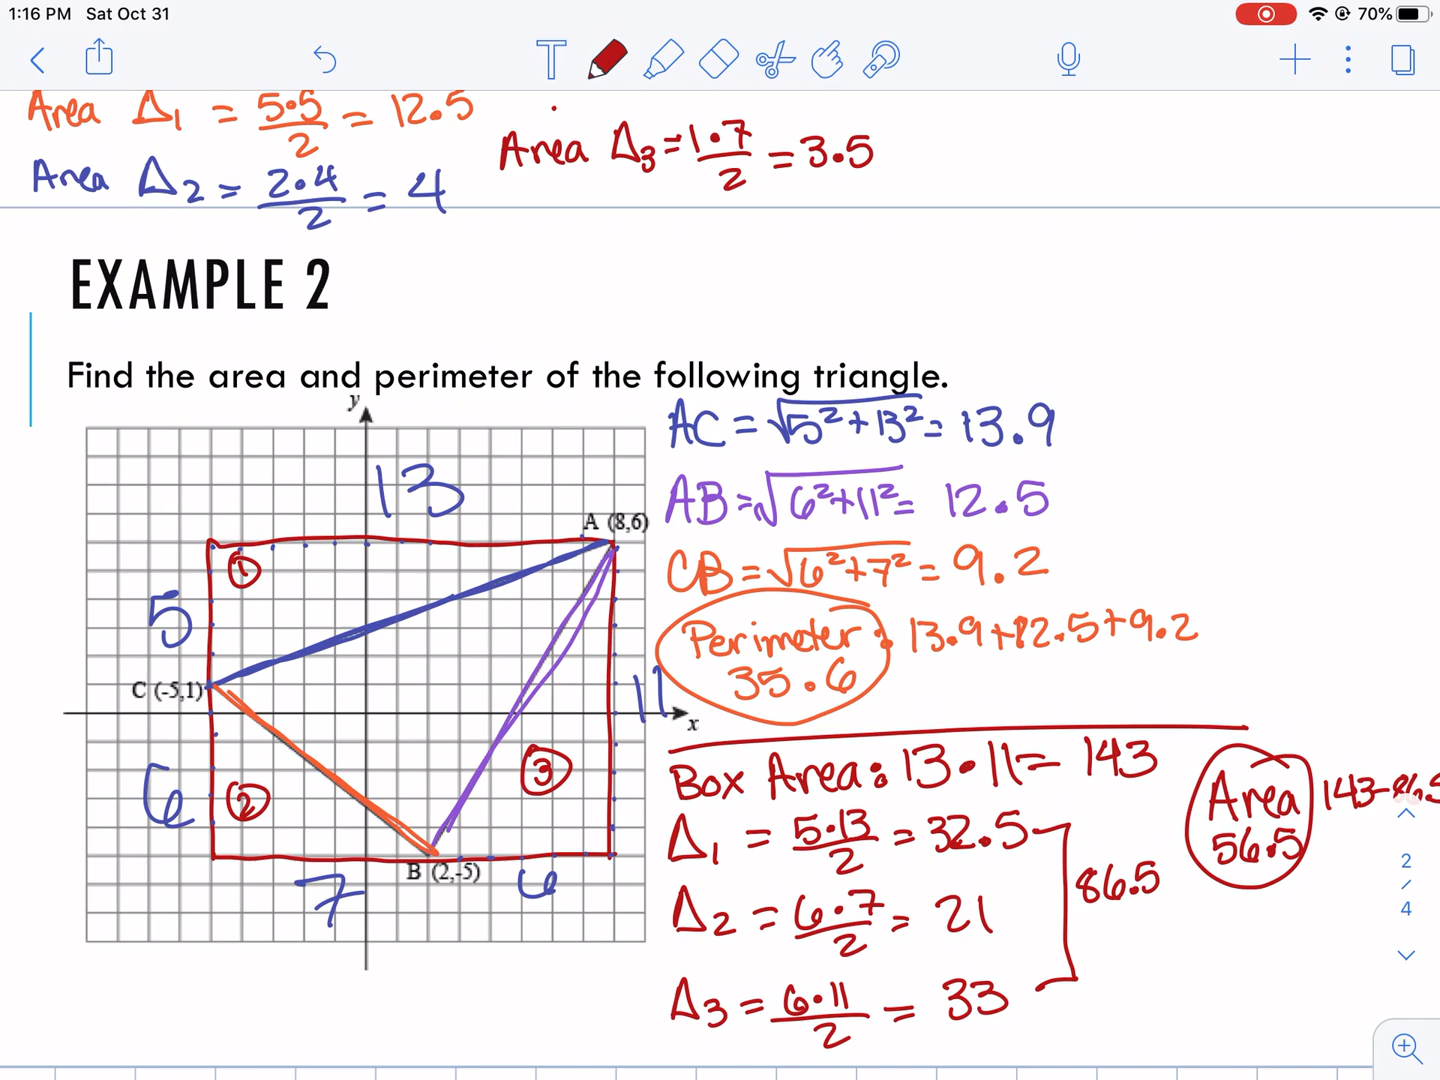 1:16 PM Sat Oct 31
70%
Area Δ1 = 5·5/2 = 12.5
Area Δ2 = 2·4/2 = 4
Area Δ3 = 1·7/2 = 3.5
EXAMPLE 2
Find the area and perimeter of the following triangle.
y
13
A (8,6)
1
5
C (-5,1)
11
x
6
2
3
B (2,-5)
7
6
AC = √5²+13² = 13.9
AB = √6²+11² = 12.5
CB = √6²+7² = 9.2
Perimeter: 13.9+12.5+9.2
35.6
Box Area: 13·11 = 143
Δ1 = 5·13/2 = 32.5
Δ2 = 6·7/2 = 21
Δ3 = 6·11/2 = 33
86.5
Area 143-86.5
56.5
2
/
4